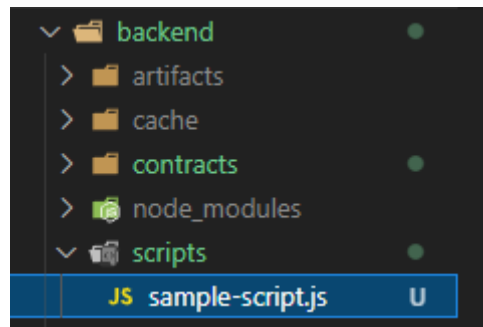 backend
artifacts
cache
contracts
node_modules
scripts
JS sample-script.js U